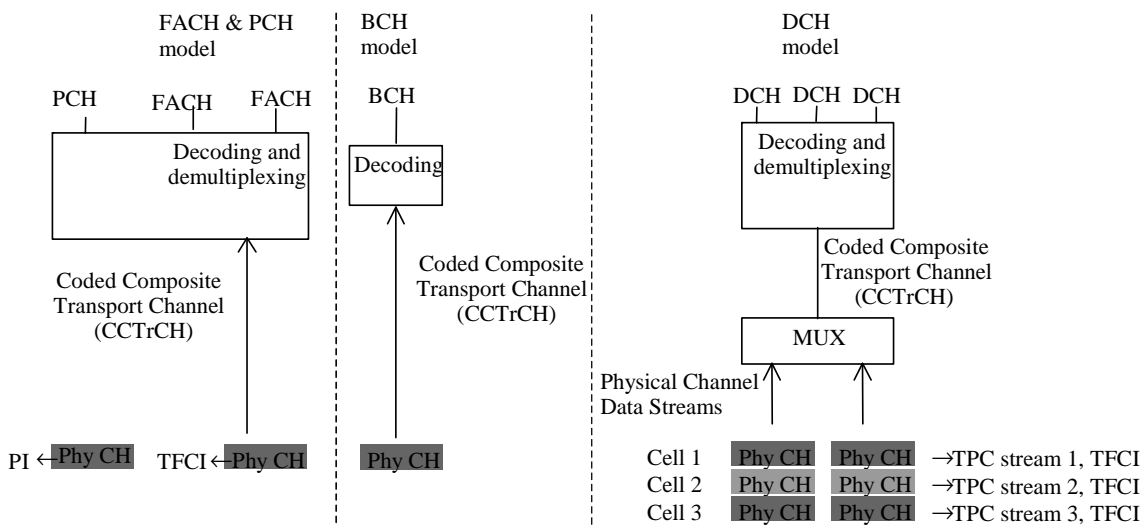 FACH & PCH
model
PCH
FACH
FACH
Decoding and
demultiplexing
Coded Composite
Transport Channel
(CCTrCH)
PI ← Phy CH
TFCI ← Phy CH
BCH
model
BCH
Decoding
Coded Composite
Transport Channel
(CCTrCH)
Phy CH
DCH
model
DCH DCH DCH
Decoding and
demultiplexing
Coded Composite
Transport Channel
(CCTrCH)
MUX
Physical Channel
Data Streams
Cell 1 Phy CH Phy CH →TPC stream 1, TFCI
Cell 2 Phy CH Phy CH →TPC stream 2, TFCI
Cell 3 Phy CH Phy CH →TPC stream 3, TFCI